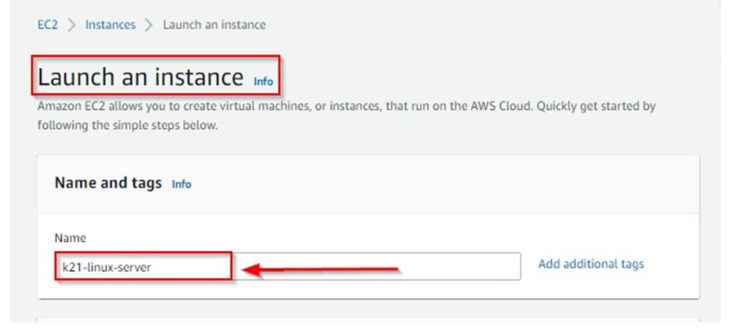 EC2 > Instances > Launch an instance
Launch an instance Info
Amazon EC2 allows you to create virtual machines, or instances, that run on the AWS Cloud. Quickly get started by
following the simple steps below.
Name and tags Info
Name
k21-linux-server
Add additional tags